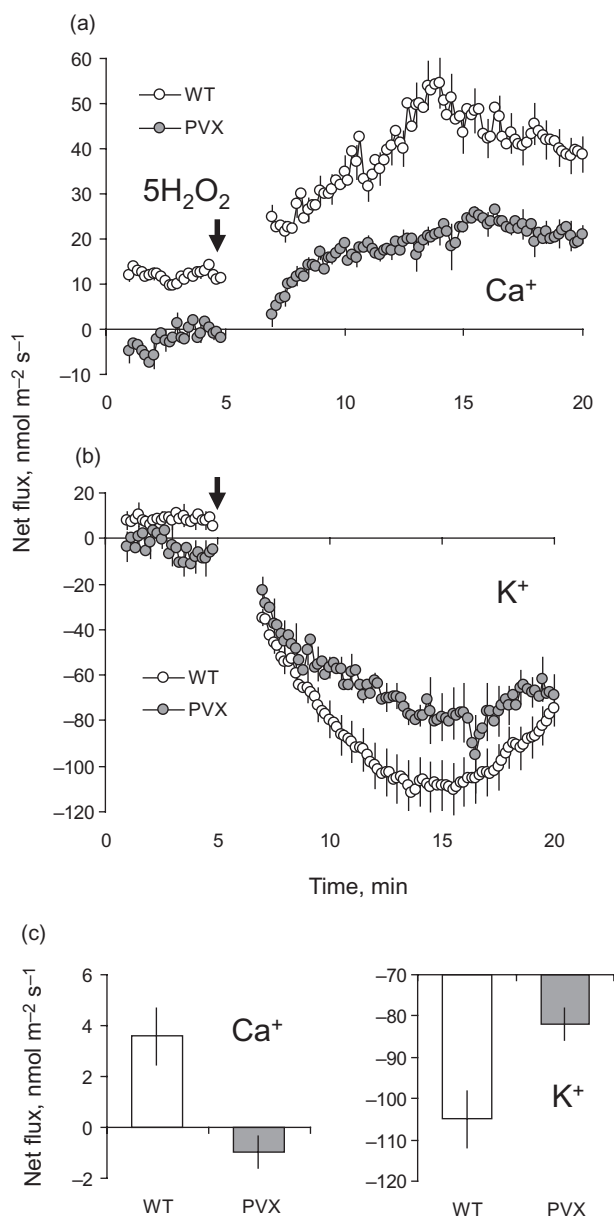 (a)
60
50
40
30
20
10
0
–10
WT
PVX
5H₂O₂
Ca⁺
0 5 10 15 20
Net flux, nmol m⁻² s⁻¹
(b)
20
0
–20
–40
–60
–80
–100
–120
K⁺
WT
PVX
0 5 10 15 20
Time, min
(c)
Net flux, nmol m⁻² s⁻¹
6
4
2
0
–2
Ca⁺
WT PVX
–70
–80
–90
–100
–110
–120
K⁺
WT PVX